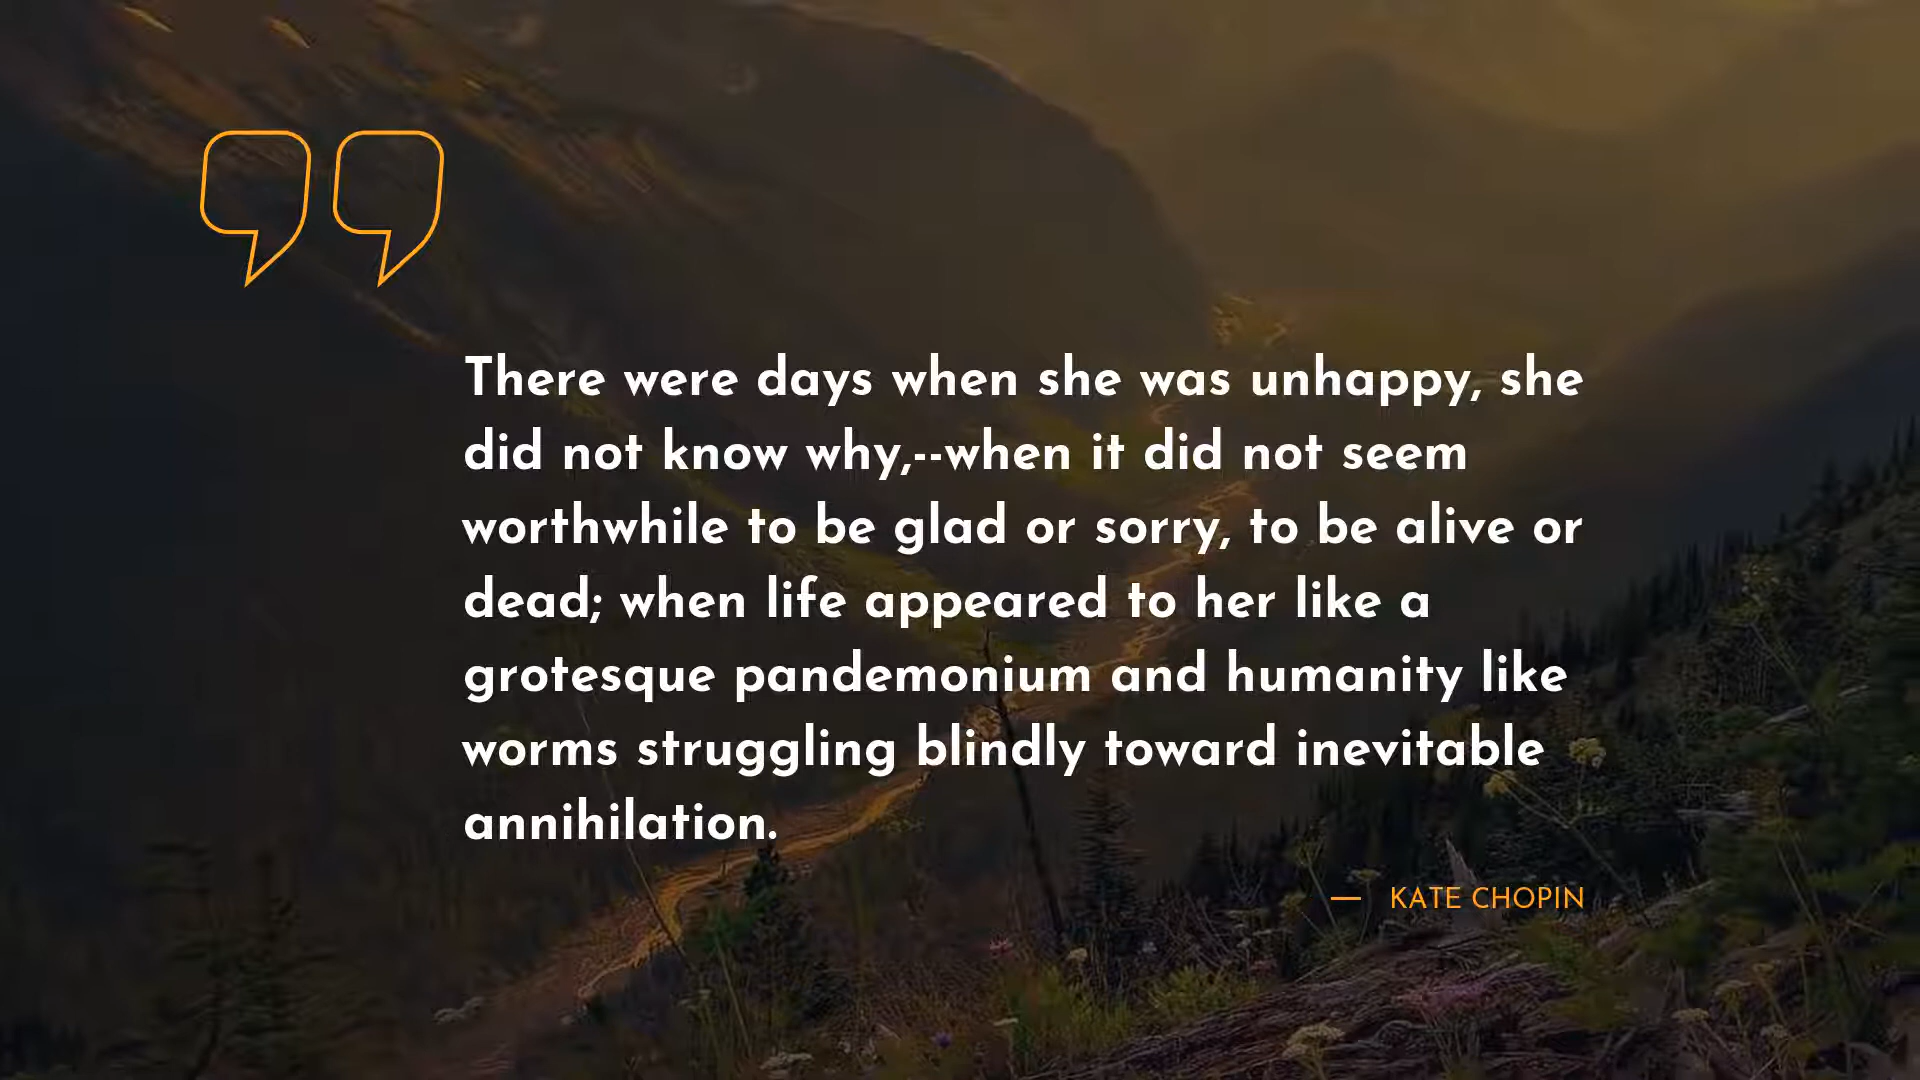 There were days when she was unhappy, she
did not know why,--when it did not seem
worthwhile to be glad or sorry, to be alive or
dead; when life appeared to her like a
grotesque pandemonium and humanity like
worms struggling blindly toward inevitable
annihilation.
— KATE CHOPIN